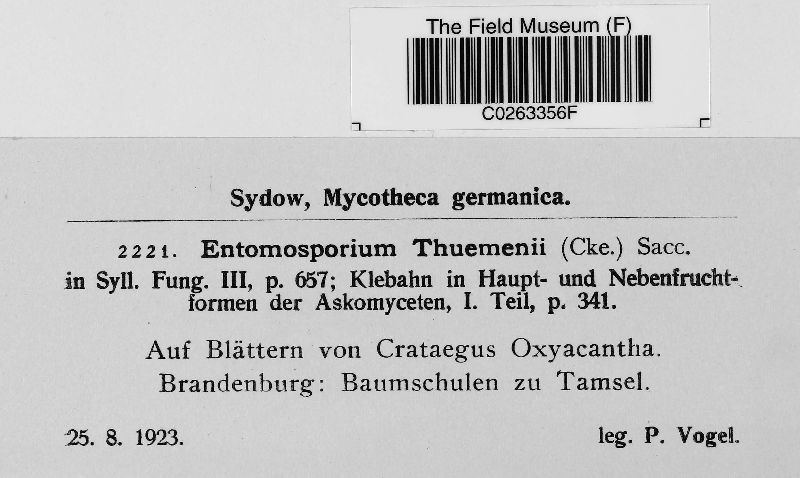 The Field Museum (F)
C0263356F
Sydow, Mycotheca germanica.
2221. Entomosporium Thuemenii (Cke.) Sacc.
in Syll. Fung. III, p. 657; Klebahn in Haupt- und Nebenfrucht-
formen der Askomyceten, I. Teil, p. 341.
Auf Blättern von Crataegus Oxyacantha.
Brandenburg: Baumschulen zu Tamsel.
25. 8. 1923. leg. P. Vogel.